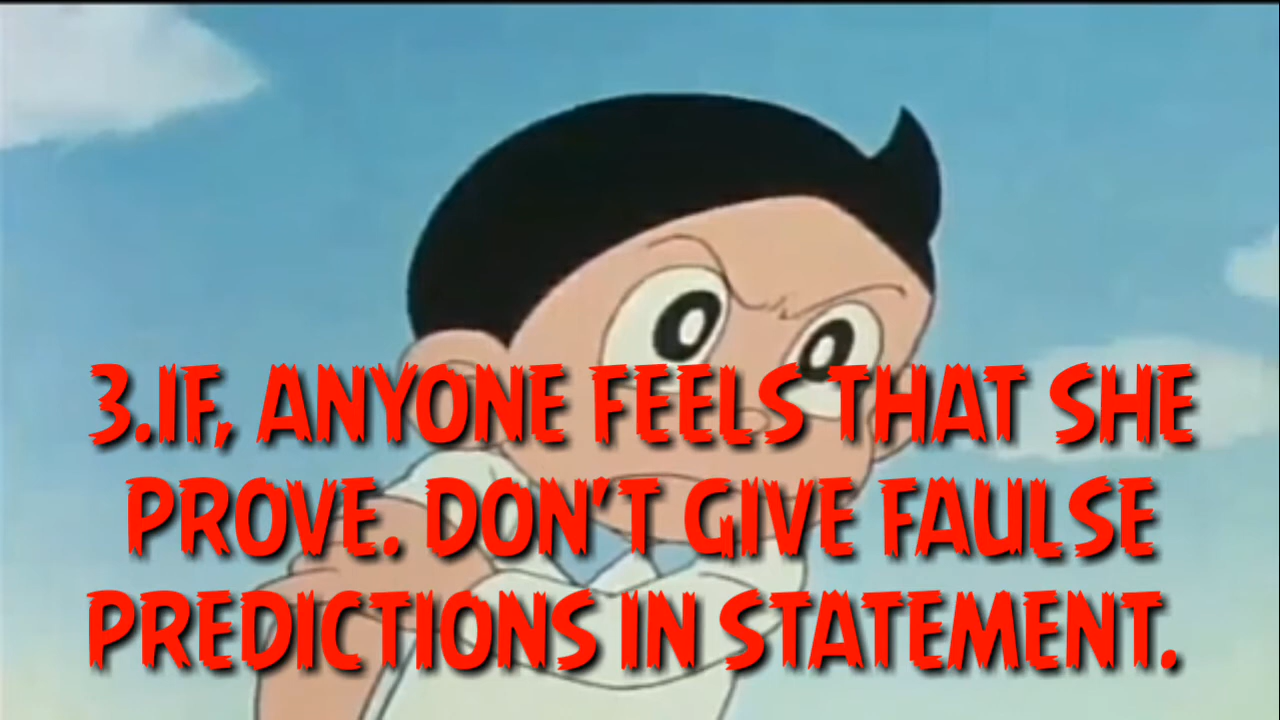 3.IF, ANYONE FEELS THAT SHE
PROVE. DON'T GIVE FAULSE
PREDICTIONS IN STATEMENT.